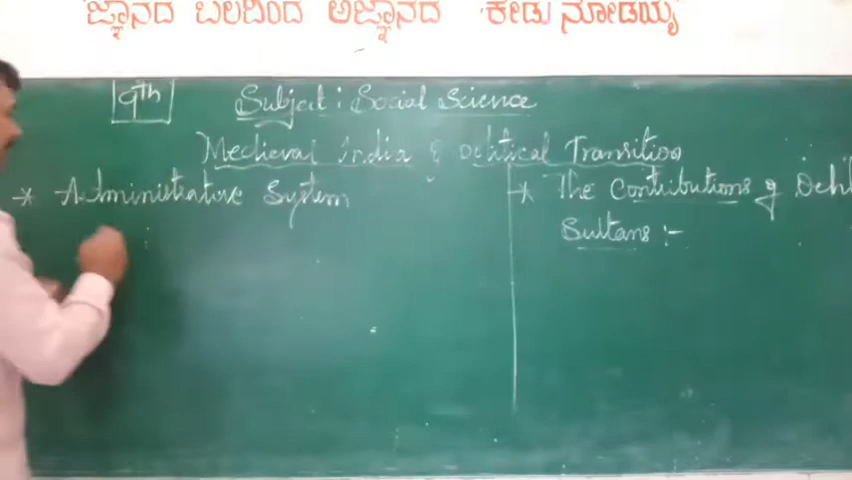 ಜ್ಞಾನದ ಬಲದಿಂದ ಅಜ್ಞಾನದ ಕೇಡು ನೋಡಯ್ಯ
9th Subject : Social Science
Medieval India & Political Transition
* Administrative System
* The Contributions of Delhi
Sultans :-